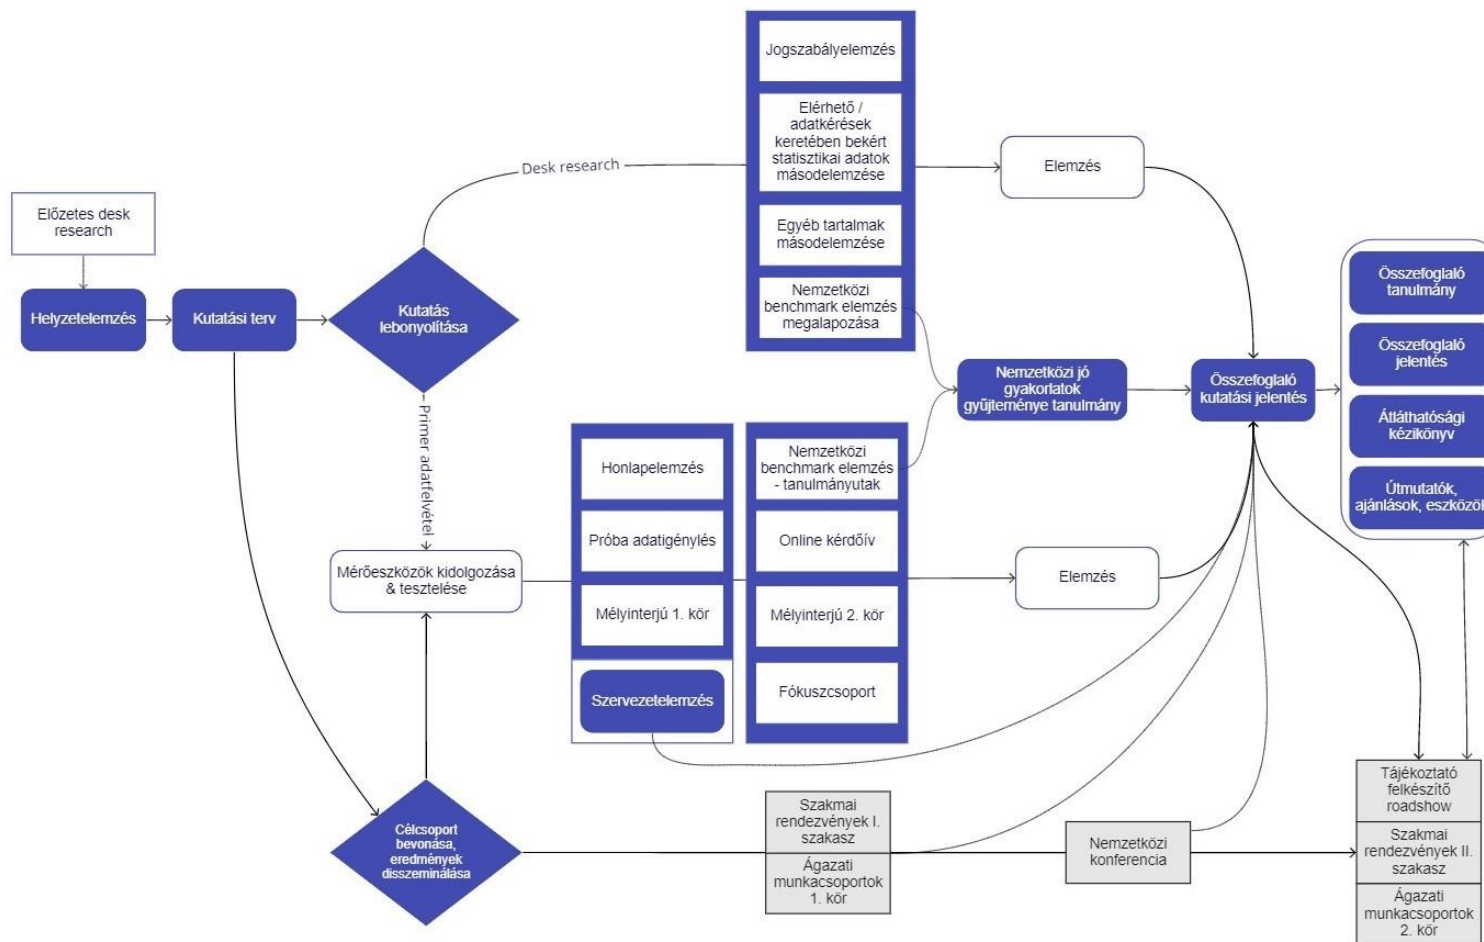 Előzetes desk
research
Helyzetelemzés
Kutatási terv
Kutatás
lebonyolítása
Desk research
Primer adatfelvétel
Jogszabályelemzés
Elérhető /
adatkérések
keretében bekért
statisztikai adatok
másodelemzése
Egyéb tartalmak
másodelemzése
Nemzetközi
benchmark elemzés
megalapozása
Elemzés
Nemzetközi jó
gyakorlatok
gyűjteménye tanulmány
Összefoglaló
kutatási jelentés
Összefoglaló
tanulmány
Összefoglaló
jelentés
Átláthatósági
kézikönyv
Útmutatók,
ajánlások, eszközök
Mérőeszközök kidolgozása
& tesztelése
Honlapelemzés
Próba adatigénylés
Mélyinterjú 1. kör
Szervezetelemzés
Nemzetközi
benchmark elemzés
- tanulmányutak
Online kérdőív
Mélyinterjú 2. kör
Fókuszcsoport
Elemzés
Célcsoport
bevonása,
eredmények
disszeminálása
Szakmai
rendezvények I.
szakasz
Ágazati
munkacsoportok
1. kör
Nemzetközi
konferencia
Tájékoztató
felkészítő
roadshow
Szakmai
rendezvények II.
szakasz
Ágazati
munkacsoportok
2. kör